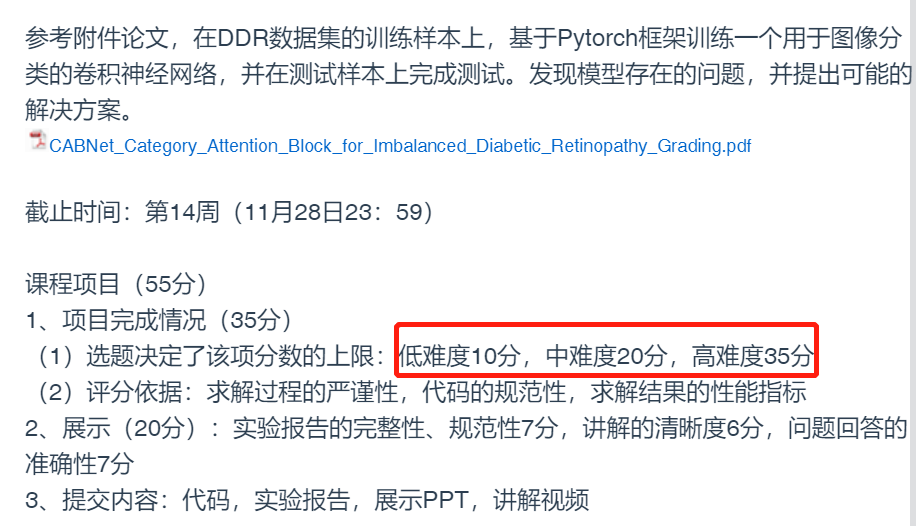 参考附件论文，在DDR数据集的训练样本上，基于Pytorch框架训练一个用于图像分
类的卷积神经网络，并在测试样本上完成测试。发现模型存在的问题，并提出可能的
解决方案。
CABNet_Category_Attention_Block_for_Imbalanced_Diabetic_Retinopathy_Grading.pdf
截止时间：第14周（11月28日23：59）
课程项目（55分）
1、项目完成情况（35分）
（1）选题决定了该项分数的上限：低难度10分，中难度20分，高难度35分
（2）评分依据：求解过程的严谨性，代码的规范性，求解结果的性能指标
2、展示（20分）：实验报告的完整性、规范性7分，讲解的清晰度6分，问题回答的
准确性7分
3、提交内容：代码，实验报告，展示PPT，讲解视频